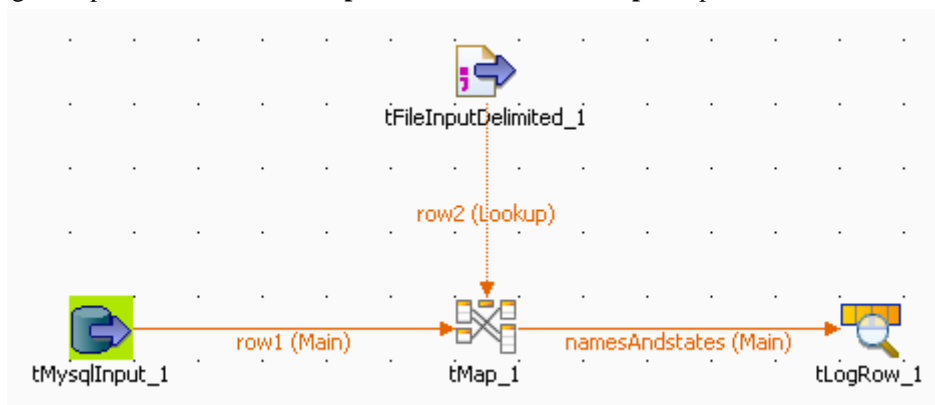 tFileInputDelimited_1
row2 (Lookup)
row1 (Main)
namesAndstates (Main)
tMysqlInput_1
tMap_1
tLogRow_1